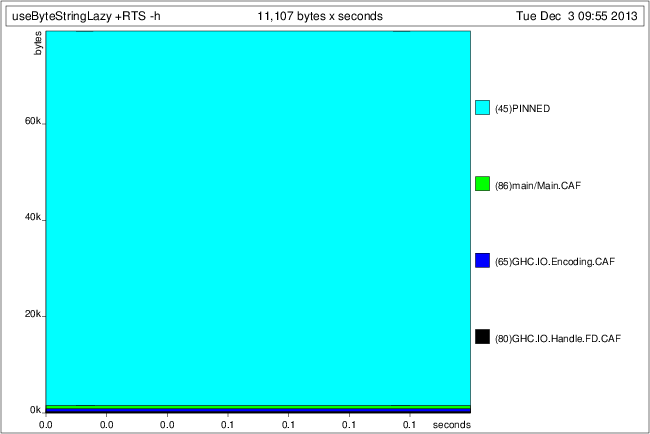 useByteStringLazy +RTS -h 11,107 bytes x seconds Tue Dec 3 09:55 2013
bytes
60k
40k
20k
0k
0.0 0.0 0.0 0.1 0.1 0.1 0.1 seconds
(45)PINNED
(86)main/Main.CAF
(65)GHC.IO.Encoding.CAF
(80)GHC.IO.Handle.FD.CAF